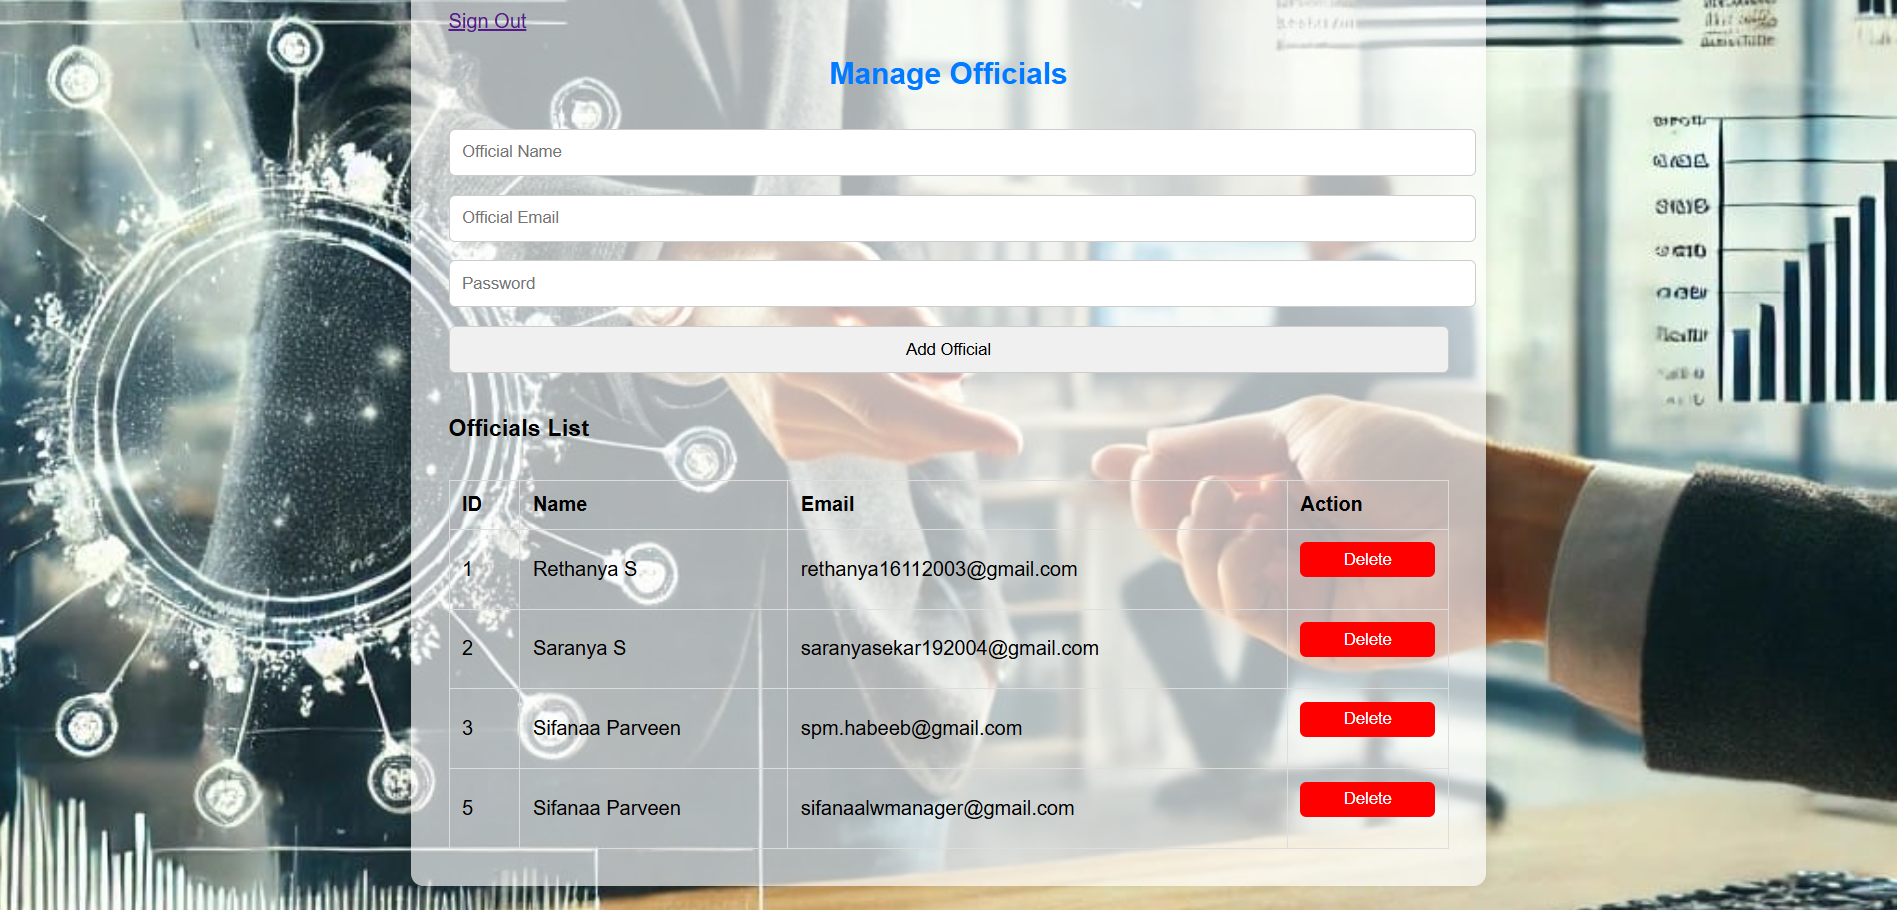 Sign Out
Manage Officials
Official Name
Official Email
Password
Add Official
Officials List
ID Name Email Action
1 Rethanya S rethanya16112003@gmail.com Delete
2 Saranya S saranyasekar192004@gmail.com Delete
3 Sifanaa Parveen spm.habeeb@gmail.com Delete
5 Sifanaa Parveen sifanaalwmanager@gmail.com Delete